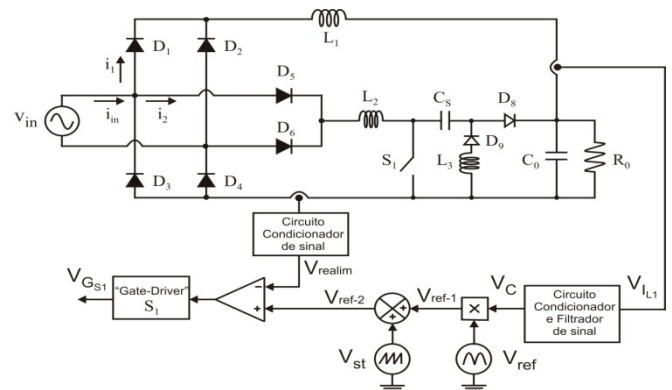 L1
D1
D2
i1
D5
vin
iin
i2
L2
CS
D8
D6
S1
D9
L3
C0
R0
D3
D4
Circuito
Condicionador
de sinal
Vrealim
VGS1
"Gate-Driver"
S1
−
+
Vref-2
+
+
Vref-1
×
VC
Circuito
Condicionador
e Filtrador
de sinal
VIL1
Vst
Vref